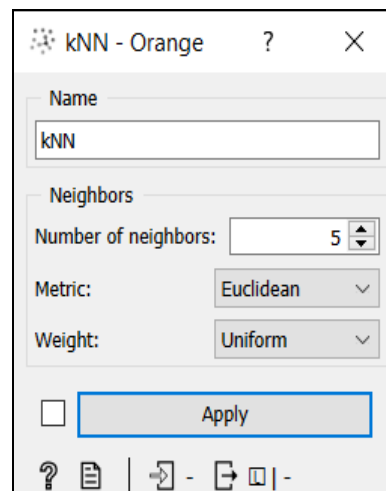 kNN - Orange ?
Name
kNN
Neighbors
Number of neighbors: 5
Metric: Euclidean
Weight: Uniform
Apply
? - | -